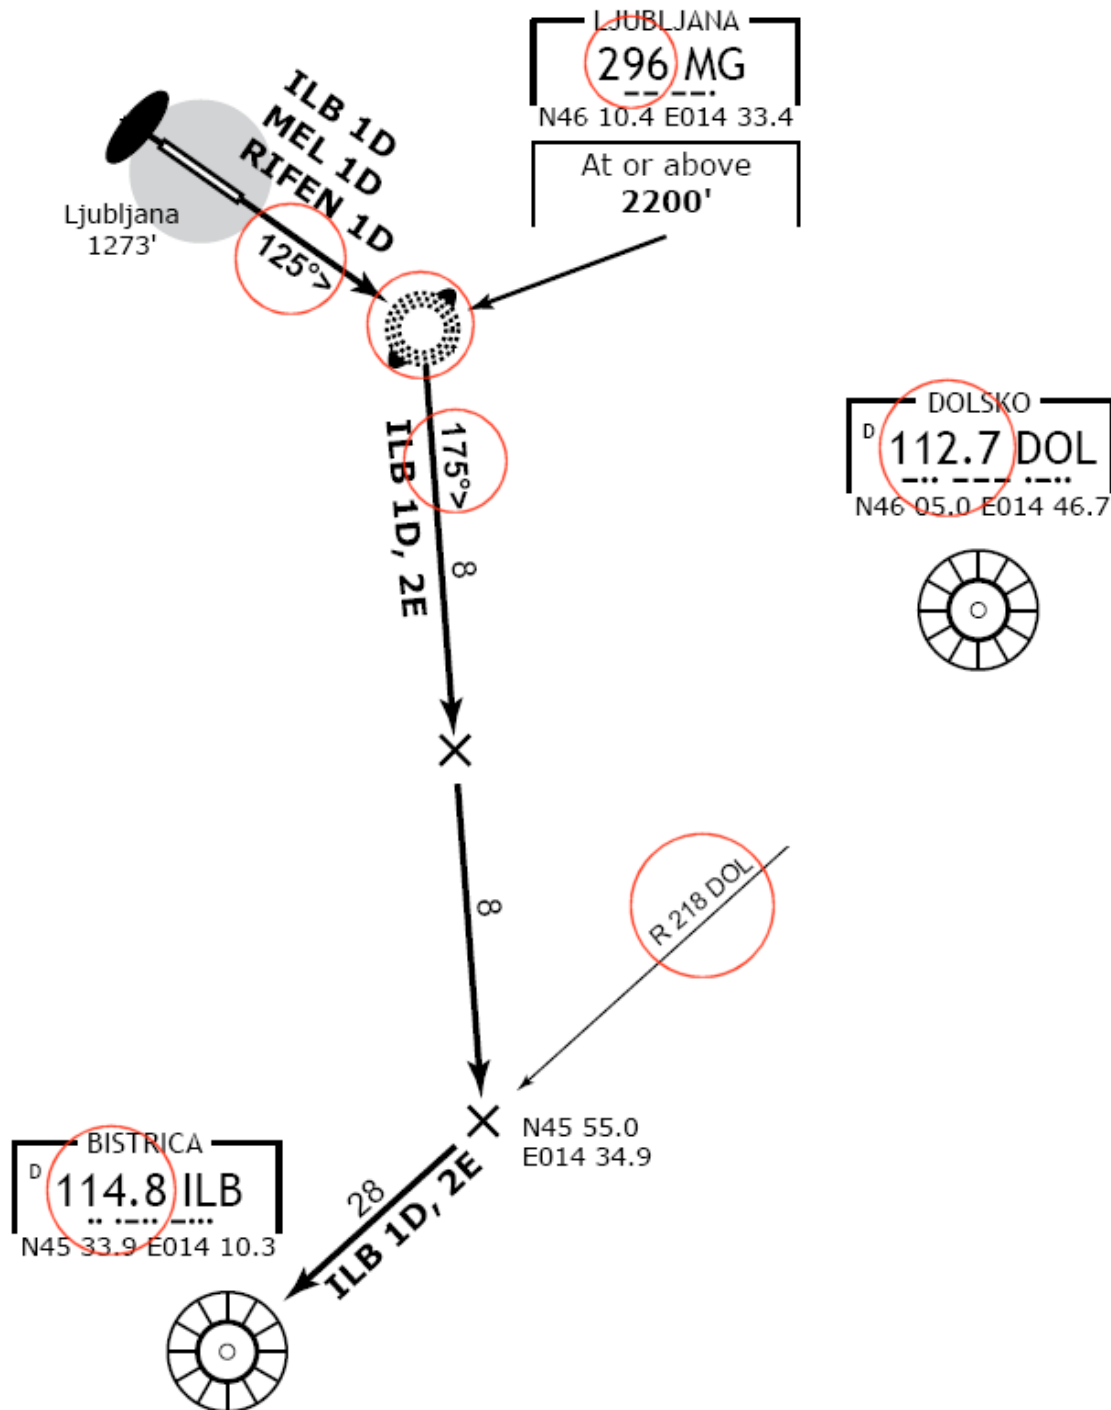 LJUBLJANA
296 MG
N46 10.4 E014 33.4
At or above
2200'
ILB 1D
MEL 1D
RIFEN 1D
Ljubljana
1273'
125°>
175°>
ILB 1D, 2E
8
D
DOLSKO
112.7 DOL
N46 05.0 E014 46.7
8
R 218 DOL
N45 55.0
E014 34.9
D
BISTRICA
114.8 ILB
N45 33.9 E014 10.3
28
ILB 1D, 2E